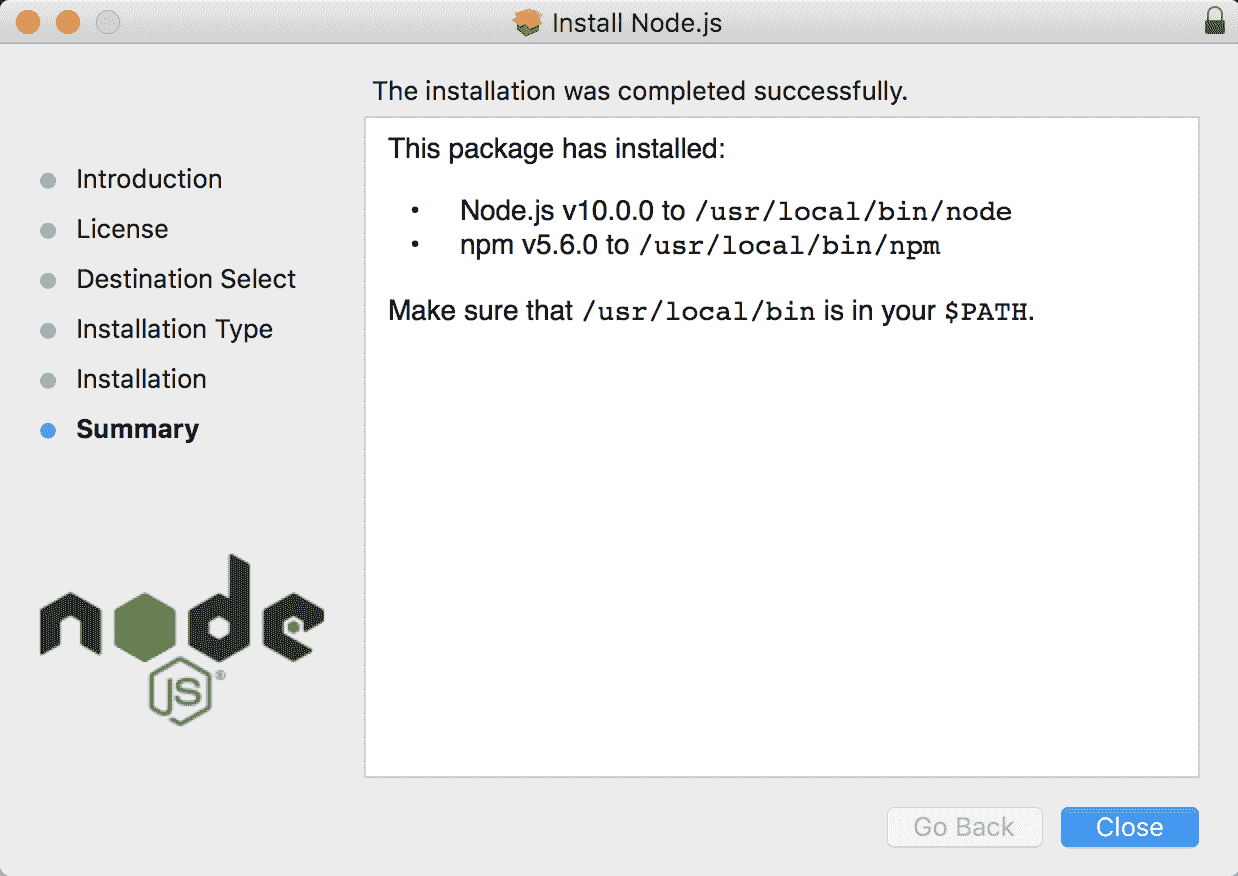 Install Node.js
The installation was completed successfully.
Introduction
License
Destination Select
Installation Type
Installation
Summary
This package has installed:
• Node.js v10.0.0 to /usr/local/bin/node
• npm v5.6.0 to /usr/local/bin/npm
Make sure that /usr/local/bin is in your $PATH.
node
JS®
Go Back
Close